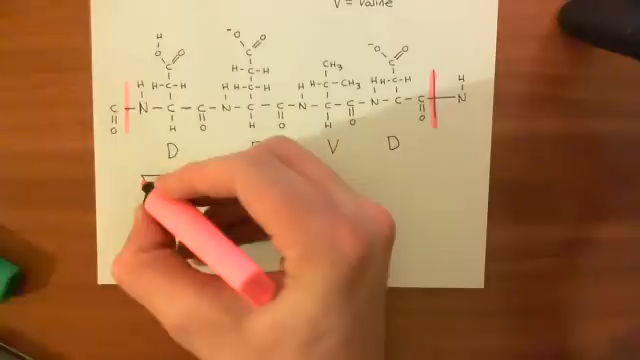 V = Valine
H
O O
C
H-C-H
H
C - N - C - C -
O H O
D
⁻O O
C
H-C-H
H-C-H
H
N - C - C -
H O
CH₃
H-C-CH₃
H
N - C - C -
H O
V
⁻O O
C
H-C-H
H
N - C - C - N
O H
D